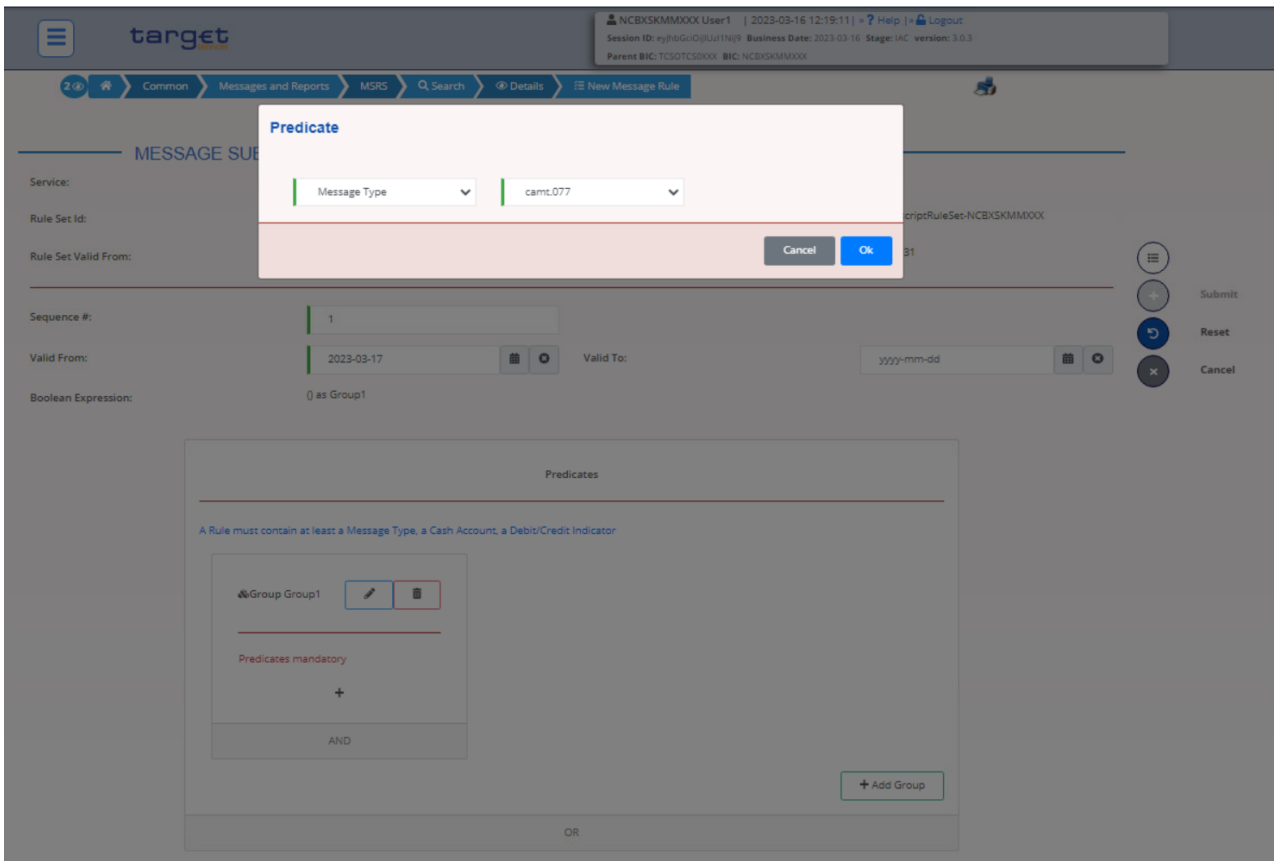 NCBXSKMMXXX User1 | 2023-03-16 12:19:11 | » ? Help | » Logout
target
Business Date: 2023-03-16 Stage: IAC version: 3.0.3
Session ID:
Parent BIC: TCSOTCS0XXX BIC: NCBXSKMMXXX
2 Common Messages and Reports MSRS Search Details New Message Rule
Predicate
MESSAGE SUB
Service:
Message Type camt.077
Rule Set Id: criptRuleSet-NCBXSKMMXXX
Rule Set Valid From: Cancel Ok 31
Submit
Sequence #: 1
Reset
Valid From: 2023-03-17 Valid To: yyyy-mm-dd
Cancel
Boolean Expression: () as Group1
Predicates
A Rule must contain at least a Message Type, a Cash Account, a Debit/Credit Indicator
Group Group1
Predicates mandatory
+
AND
+ Add Group
OR